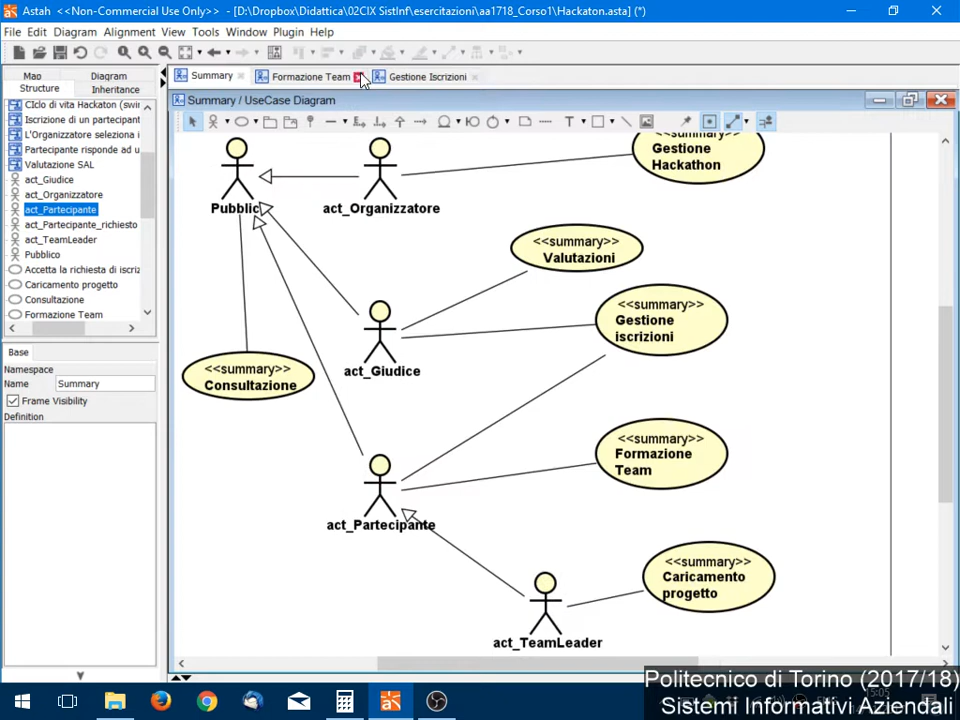 Astah <<Non-Commercial Use Only>> - [D:\Dropbox\Didattica\02CIX SistInf\esercitazioni\aa1718_Corso1\Hackaton.asta] (*)
File Edit Diagram Alignment View Tools Window Plugin Help
Map Diagram
Structure Inheritance
CIclo di vita Hackaton (swir
Iscrizione di un partecipant
L'Organizzatore seleziona i
Partecipante risponde ad u
Valutazione SAL
act_Giudice
act_Organizzatore
act_Partecipante
act_Partecipante_richiesto
act_TeamLeader
Pubblico
Accetta la richiesta di iscriz
Caricamento progetto
Consultazione
Formazione Team
Base
Namespace
Name Summary
Frame Visibility
Definition
Summary Formazione Team Gestione Iscrizioni
Summary / UseCase Diagram
T
<<summary>>
Gestione
Hackathon
Pubblic
act_Organizzatore
<<summary>>
Valutazioni
<<summary>>
Gestione
iscrizioni
act_Giudice
<<summary>>
Consultazione
<<summary>>
Formazione
Team
act_Partecipante
<<summary>>
Caricamento
progetto
act_TeamLeader
Politecnico di Torino (2017/18)
15:05
Sistemi Informativi Aziendali